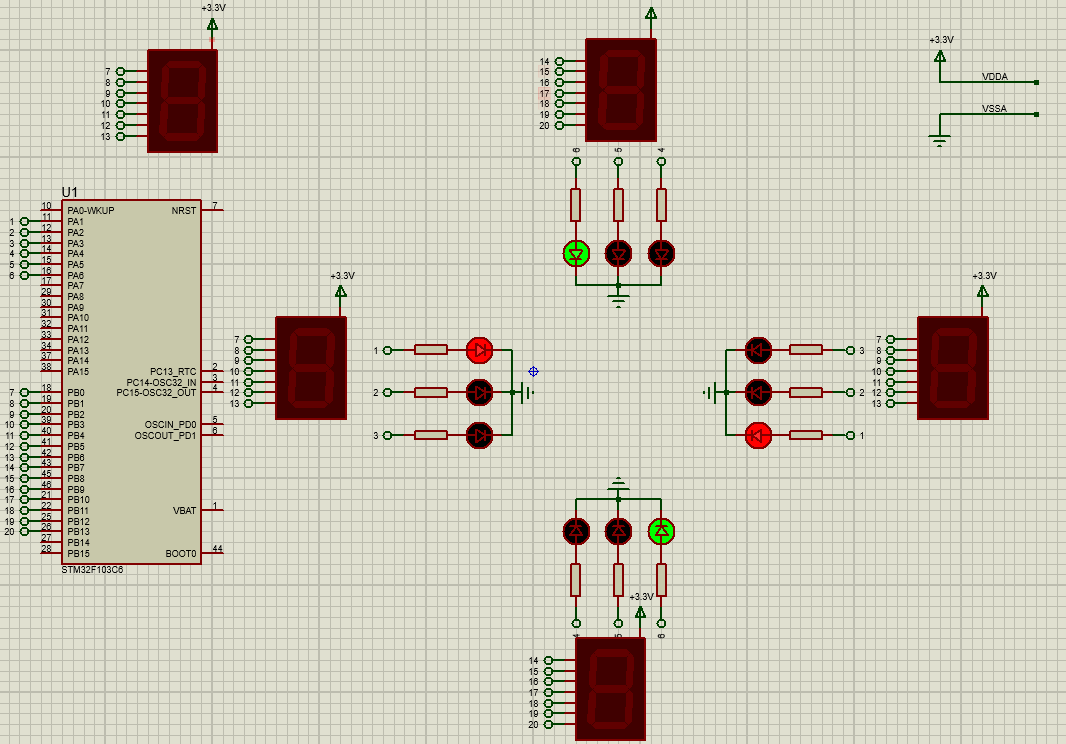 +3.3V
7
8
9
10
11
12
13
14
15
16
17
18
19
20
+3.3V
VDDA
VSSA
6 5 4
U1
10 PA0-WKUP NRST 7
1 11 PA1
2 12 PA2
3 13 PA3
4 14 PA4
5 15 PA5
6 16 PA6
17 PA7
29 PA8
30 PA9
31 PA10
32 PA11
33 PA12
34 PA13
37 PA14
38 PA15
PC13_RTC 2
PC14-OSC32_IN 3
PC15-OSC32_OUT 4
7 18 PB0
8 19 PB1
9 20 PB2
10 39 PB3 OSCIN_PD0 5
11 40 PB4 OSCOUT_PD1 6
12 41 PB5
13 42 PB6
14 43 PB7
15 45 PB8
16 46 PB9
17 21 PB10
18 22 PB11 VBAT 1
19 25 PB12
20 26 PB13
27 PB14
28 PB15 BOOT0 44
STM32F103C6
+3.3V
7
8
9
10
11
12
13
1
2
3
+3.3V
3
2
1
7
8
9
10
11
12
13
+3.3V
4 5 6
14
15
16
17
18
19
20